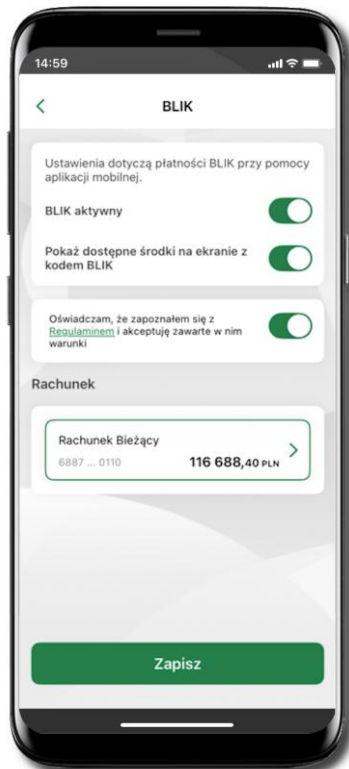 14:59
BLIK
Ustawienia dotyczą płatności BLIK przy pomocy
aplikacji mobilnej.
BLIK aktywny
Pokaż dostępne środki na ekranie z
kodem BLIK
Oświadczam, że zapoznałem się z
Regulaminem i akceptuję zawarte w nim
warunki
Rachunek
Rachunek Bieżący
6887 ... 0110 116 688,40 PLN
Zapisz